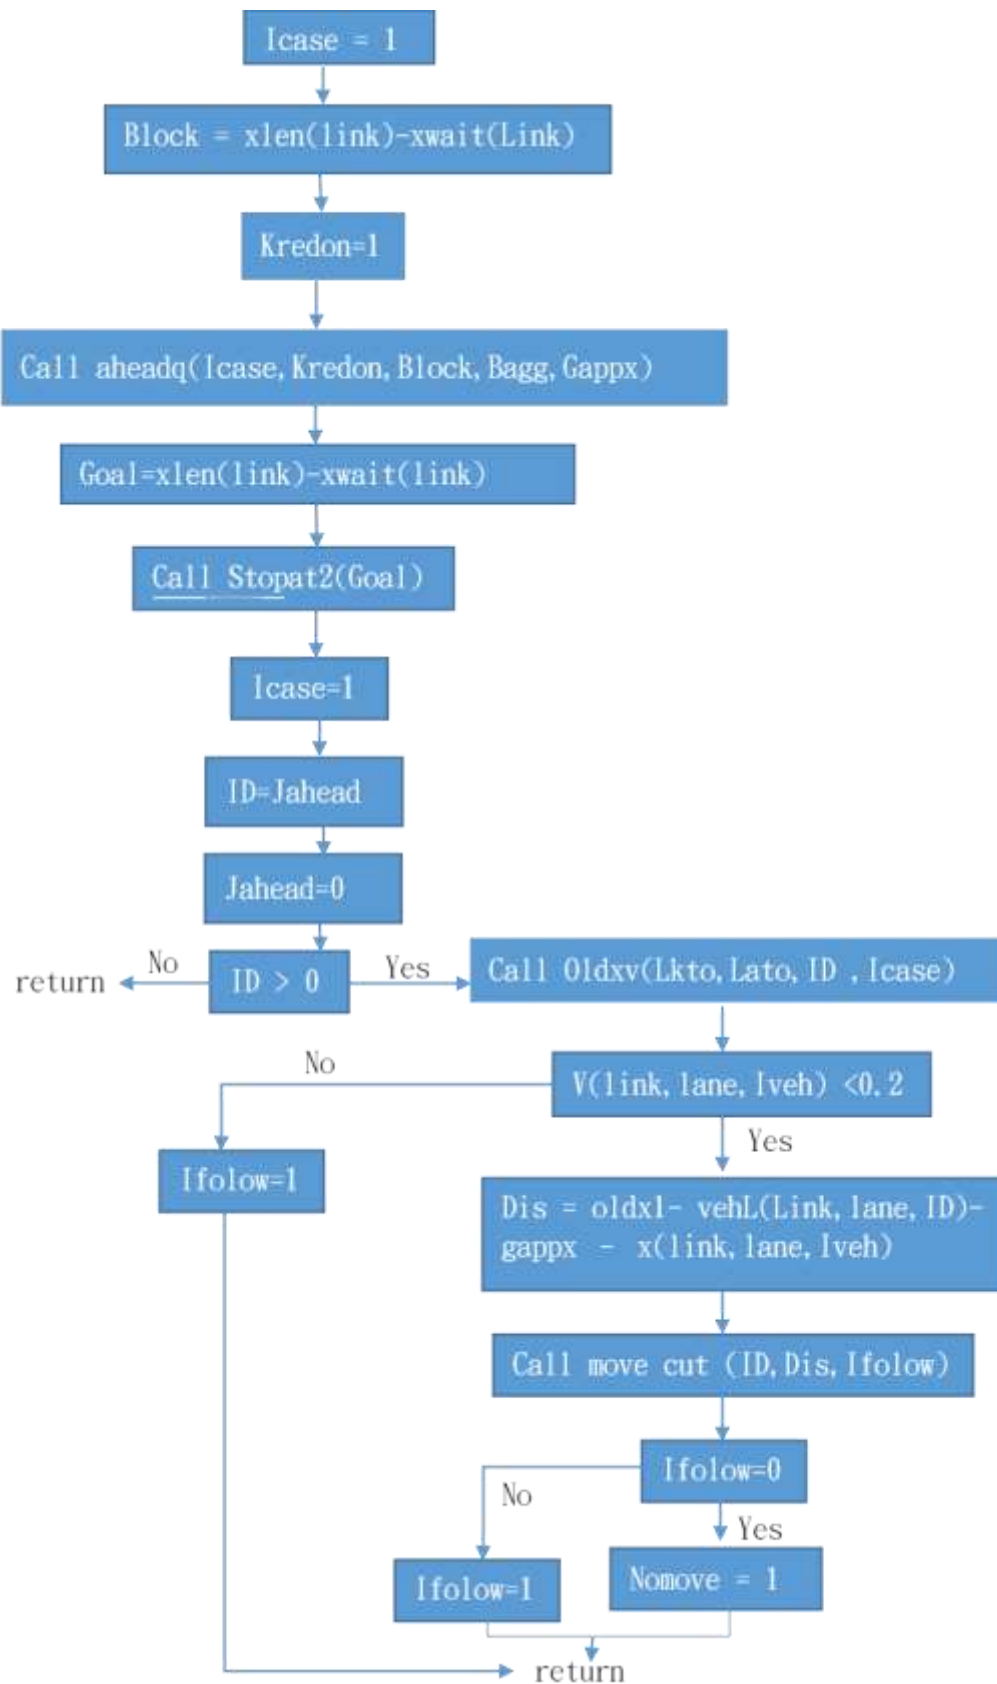 Icase = 1
Block = xlen(link)-xwait(Link)
Kredon=1
Call aheadq(Icase,Kredon,Block,Bagg,Gappx)
Goal=xlen(link)-xwait(link)
Call Stopat2(Goal)
Icase=1
ID=Jahead
Jahead=0
return
No
ID > 0
Yes
Call Oldxv(Lkto,Lato,ID ,Icase)
No
V(link,lane,Iveh) <0.2
Yes
Ifolow=1
Dis = oldxl- vehL(Link,lane,ID)-
gappx - x(link,lane,Iveh)
Call move cut (ID,Dis,Ifolow)
Ifolow=0
No
Yes
Ifolow=1
Nomove = 1
return